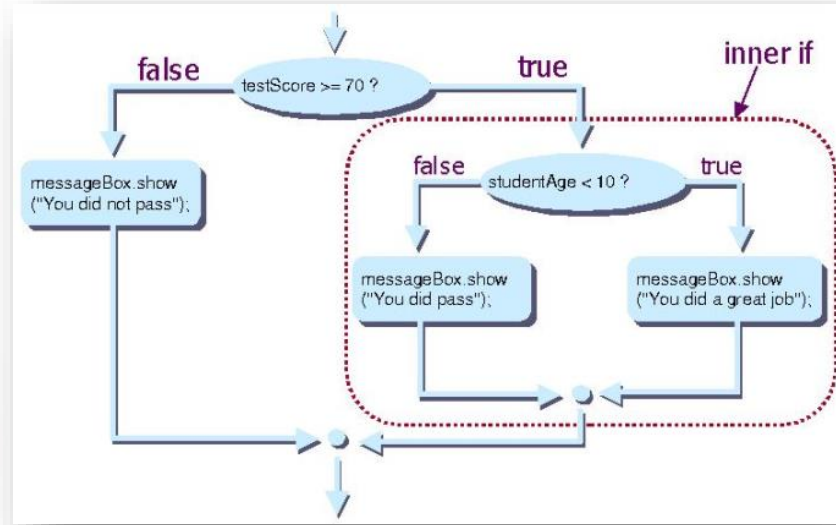 inner if
false
true
testScore >= 70 ?
false
true
studentAge < 10 ?
messageBox.show
("You did not pass");
messageBox.show
("You did pass");
messageBox.show
("You did a great job");